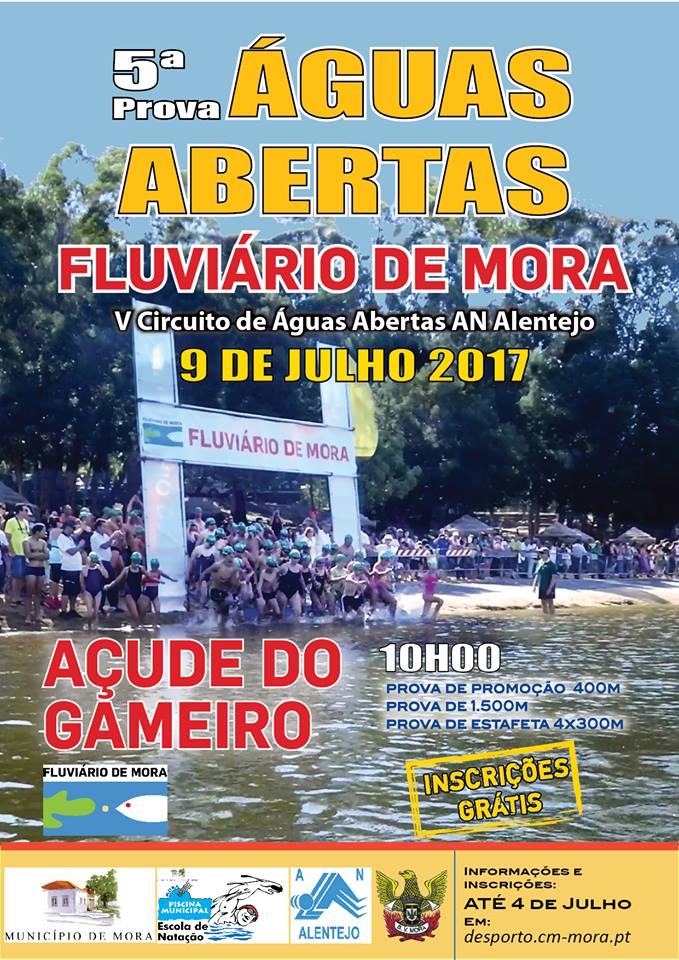 5ª
Prova
ÁGUAS
ABERTAS
FLUVIÁRIO DE MORA
V Circuito de Águas Abertas AN Alentejo
9 DE JULHO 2017
FLUVIÁRIO DE MORA
FLUVIÁRIO DE MORA
AÇUDE DO
GAMEIRO
10H00
PROVA DE PROMOÇÃO 400M
PROVA DE 1.500M
PROVA DE ESTAFETA 4X300M
INSCRIÇÕES
GRÁTIS
FLUVIÁRIO DE MORA
MUNICÍPIO DE MORA
PISCINA
MUNICIPAL
Escola de
Natação
A N
ALENTEJO
B. V. MORA
INFORMAÇÕES E
INSCRIÇÕES:
ATÉ 4 DE JULHO
EM:
desporto.cm-mora.pt